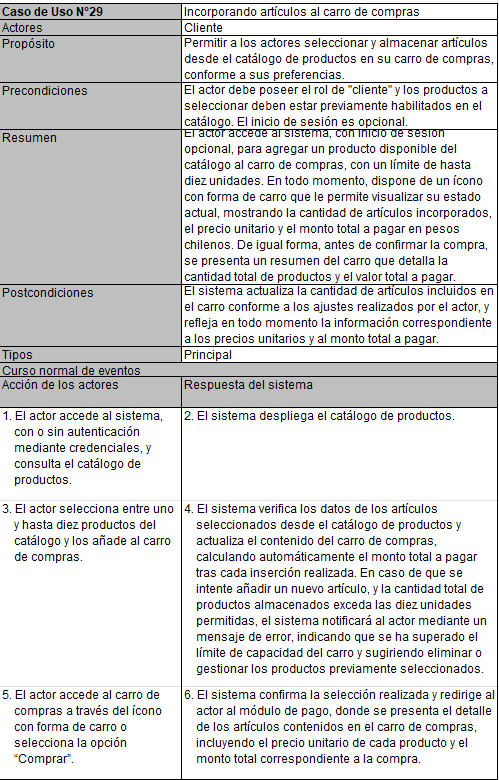 Caso de Uso N°29
Incorporando artículos al carro de compras
Actores
Cliente
Propósito
Permitir a los actores seleccionar y almacenar artículos
desde el catálogo de productos en su carro de compras,
conforme a sus preferencias.
Precondiciones
El actor debe poseer el rol de "cliente" y los productos a
seleccionar deben estar previamente habilitados en el
catálogo. El inicio de sesión es opcional.
Resumen
El actor accede al sistema, con inicio de sesión
opcional, para agregar un producto disponible del
catálogo al carro de compras, con un límite de hasta
diez unidades. En todo momento, dispone de un ícono
con forma de carro que le permite visualizar su estado
actual, mostrando la cantidad de artículos incorporados,
el precio unitario y el monto total a pagar en pesos
chilenos. De igual forma, antes de confirmar la compra,
se presenta un resumen del carro que detalla la
cantidad total de productos y el valor total a pagar.
Postcondiciones
El sistema actualiza la cantidad de artículos incluidos en
el carro conforme a los ajustes realizados por el actor, y
refleja en todo momento la información correspondiente
a los precios unitarios y al monto total a pagar.
Tipos
Principal
Curso normal de eventos
Acción de los actores
Respuesta del sistema
1. El actor accede al sistema,
con o sin autenticación
mediante credenciales, y
consulta el catálogo de
productos.
2. El sistema despliega el catálogo de productos.
3. El actor selecciona entre uno
y hasta diez productos del
catálogo y los añade al carro
de compras.
4. El sistema verifica los datos de los artículos
seleccionados desde el catálogo de productos y
actualiza el contenido del carro de compras,
calculando automáticamente el monto total a pagar
tras cada inserción realizada. En caso de que se
intente añadir un nuevo artículo, y la cantidad total de
productos almacenados exceda las diez unidades
permitidas, el sistema notificará al actor mediante un
mensaje de error, indicando que se ha superado el
límite de capacidad del carro y sugiriendo eliminar o
gestionar los productos previamente seleccionados.
5. El actor accede al carro de
compras a través del ícono
con forma de carro o
selecciona la opción
“Comprar”.
6. El sistema confirma la selección realizada y redirige al
actor al módulo de pago, donde se presenta el detalle
de los artículos contenidos en el carro de compras,
incluyendo el precio unitario de cada producto y el
monto total correspondiente a la compra.